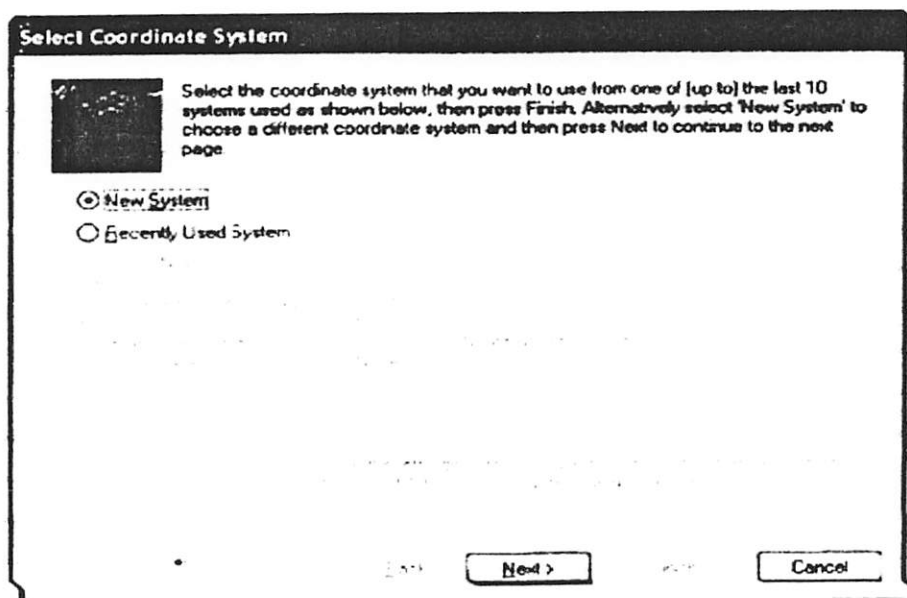 Select Coordinate System
Select the coordinate system that you want to use from one of [up to] the last 10
systems used as shown below, then press Finish. Alternatively select 'New System' to
choose a different coordinate system and then press Next to continue to the next
page.
New System
Recently Used System
Next >
Cancel